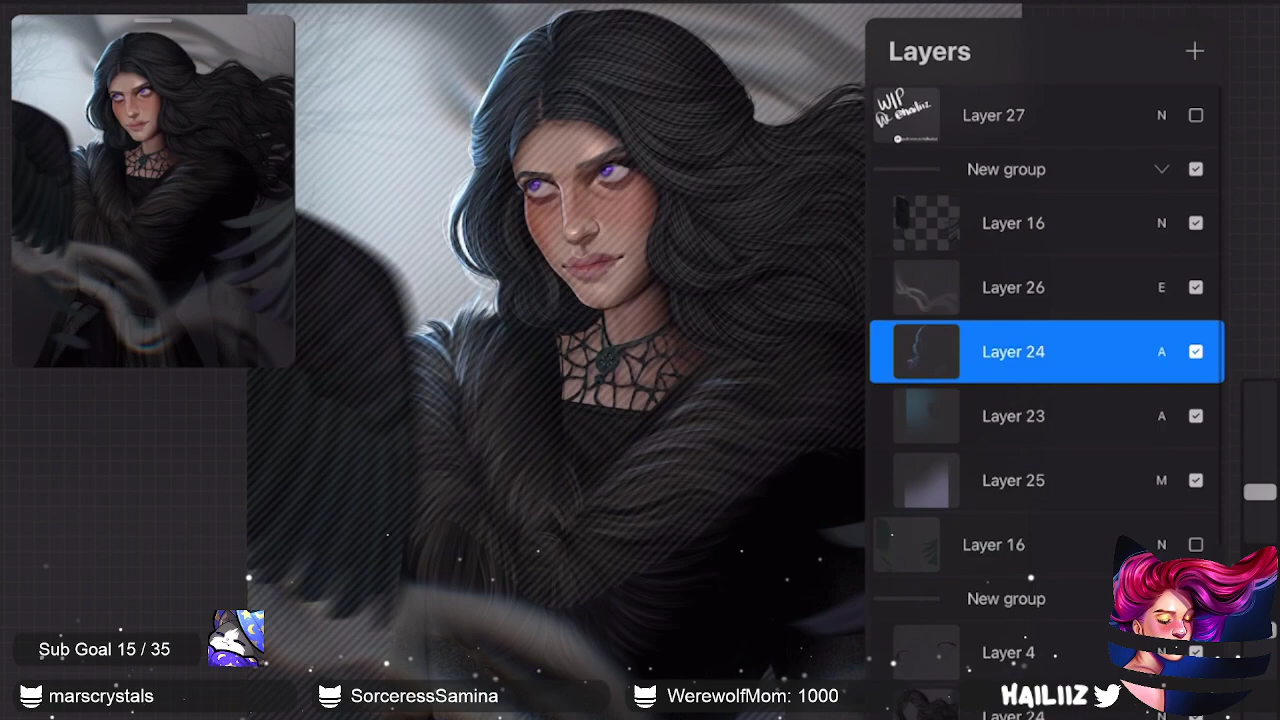 Layers
WIP
Layer 27 N
New group
Layer 16 N
Layer 26 E
Layer 24 A
Layer 23 A
Layer 25 M
Layer 16 N
New group
Layer 4 N
Layer 24
Sub Goal 15 / 35
marscrystals
SorceressSamina
WerewolfMom: 1000
HAILIIZ